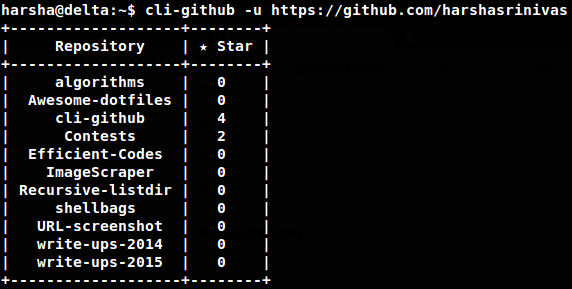 harsha@delta:~$ cli-github -u https://github.com/harshasrinivas
+-------------------+--------+
|     Repository    | ★ Star |
+-------------------+--------+
|     algorithms    |   0    |
|  Awesome-dotfiles |   0    |
|     cli-github    |   4    |
|      Contests     |   2    |
|  Efficient-Codes  |   0    |
|    ImageScraper   |   0    |
| Recursive-listdir |   0    |
|     shellbags     |   0    |
|   URL-screenshot  |   0    |
|   write-ups-2014  |   0    |
|   write-ups-2015  |   0    |
+-------------------+--------+